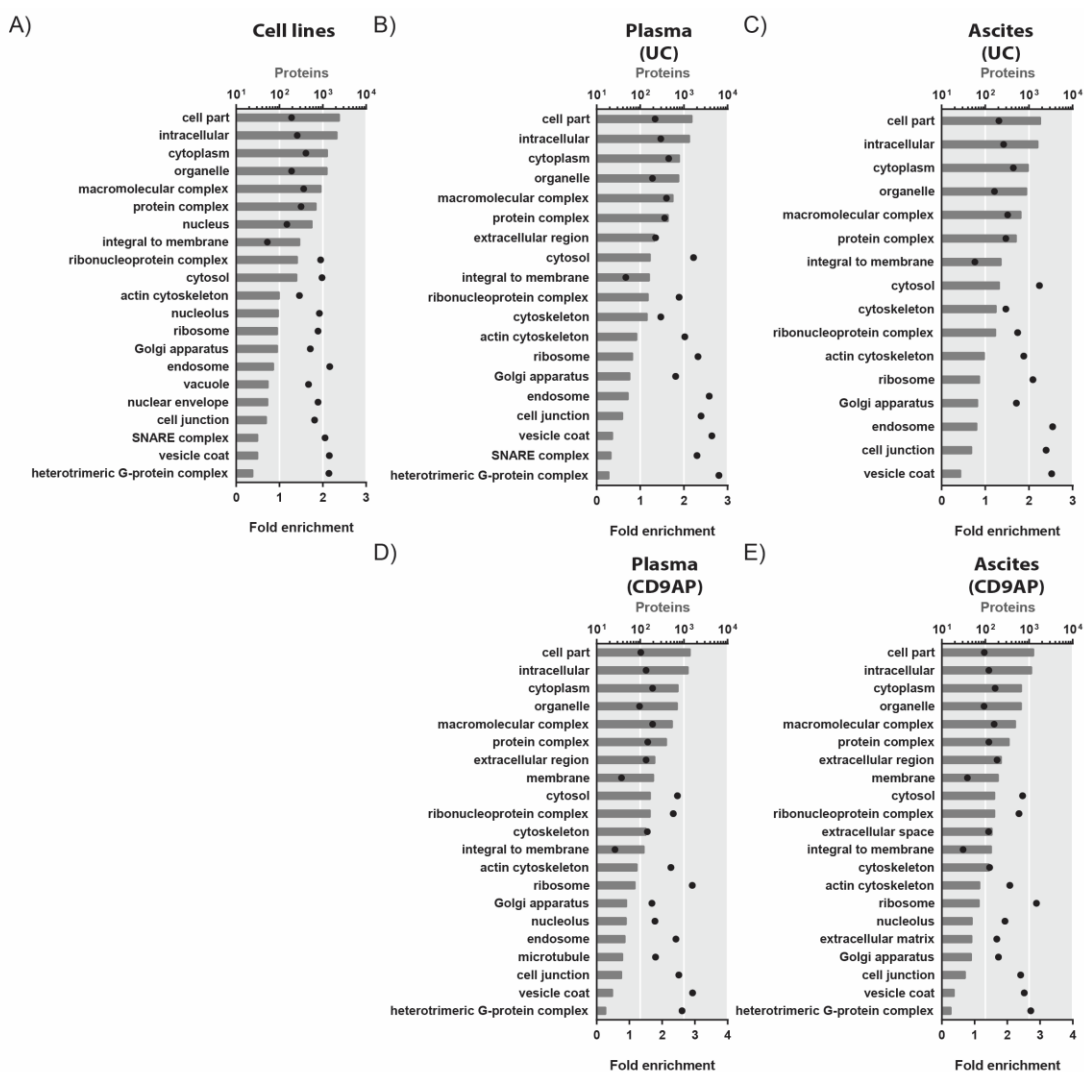 A)
Cell lines
Proteins
10¹ 10² 10³ 10⁴
cell part
intracellular
cytoplasm
organelle
macromolecular complex
protein complex
nucleus
integral to membrane
ribonucleoprotein complex
cytosol
actin cytoskeleton
nucleolus
ribosome
Golgi apparatus
endosome
vacuole
nuclear envelope
cell junction
SNARE complex
vesicle coat
heterotrimeric G-protein complex
0 1 2 3
Fold enrichment
B)
Plasma
(UC)
Proteins
10¹ 10² 10³ 10⁴
cell part
intracellular
cytoplasm
organelle
macromolecular complex
protein complex
extracellular region
cytosol
integral to membrane
ribonucleoprotein complex
cytoskeleton
actin cytoskeleton
ribosome
Golgi apparatus
endosome
cell junction
vesicle coat
SNARE complex
heterotrimeric G-protein complex
0 1 2 3
Fold enrichment
C)
Ascites
(UC)
Proteins
10¹ 10² 10³ 10⁴
cell part
intracellular
cytoplasm
organelle
macromolecular complex
protein complex
integral to membrane
cytosol
cytoskeleton
ribonucleoprotein complex
actin cytoskeleton
ribosome
Golgi apparatus
endosome
cell junction
vesicle coat
0 1 2 3
Fold enrichment
D)
Plasma
(CD9AP)
Proteins
10¹ 10² 10³ 10⁴
cell part
intracellular
cytoplasm
organelle
macromolecular complex
protein complex
extracellular region
membrane
cytosol
ribonucleoprotein complex
cytoskeleton
integral to membrane
actin cytoskeleton
ribosome
Golgi apparatus
nucleolus
endosome
microtubule
cell junction
vesicle coat
heterotrimeric G-protein complex
0 1 2 3 4
Fold enrichment
E)
Ascites
(CD9AP)
Proteins
10¹ 10² 10³ 10⁴
cell part
intracellular
cytoplasm
organelle
macromolecular complex
protein complex
extracellular region
membrane
cytosol
ribonucleoprotein complex
extracellular space
integral to membrane
cytoskeleton
actin cytoskeleton
ribosome
nucleolus
extracellular matrix
Golgi apparatus
cell junction
vesicle coat
heterotrimeric G-protein complex
0 1 2 3 4
Fold enrichment